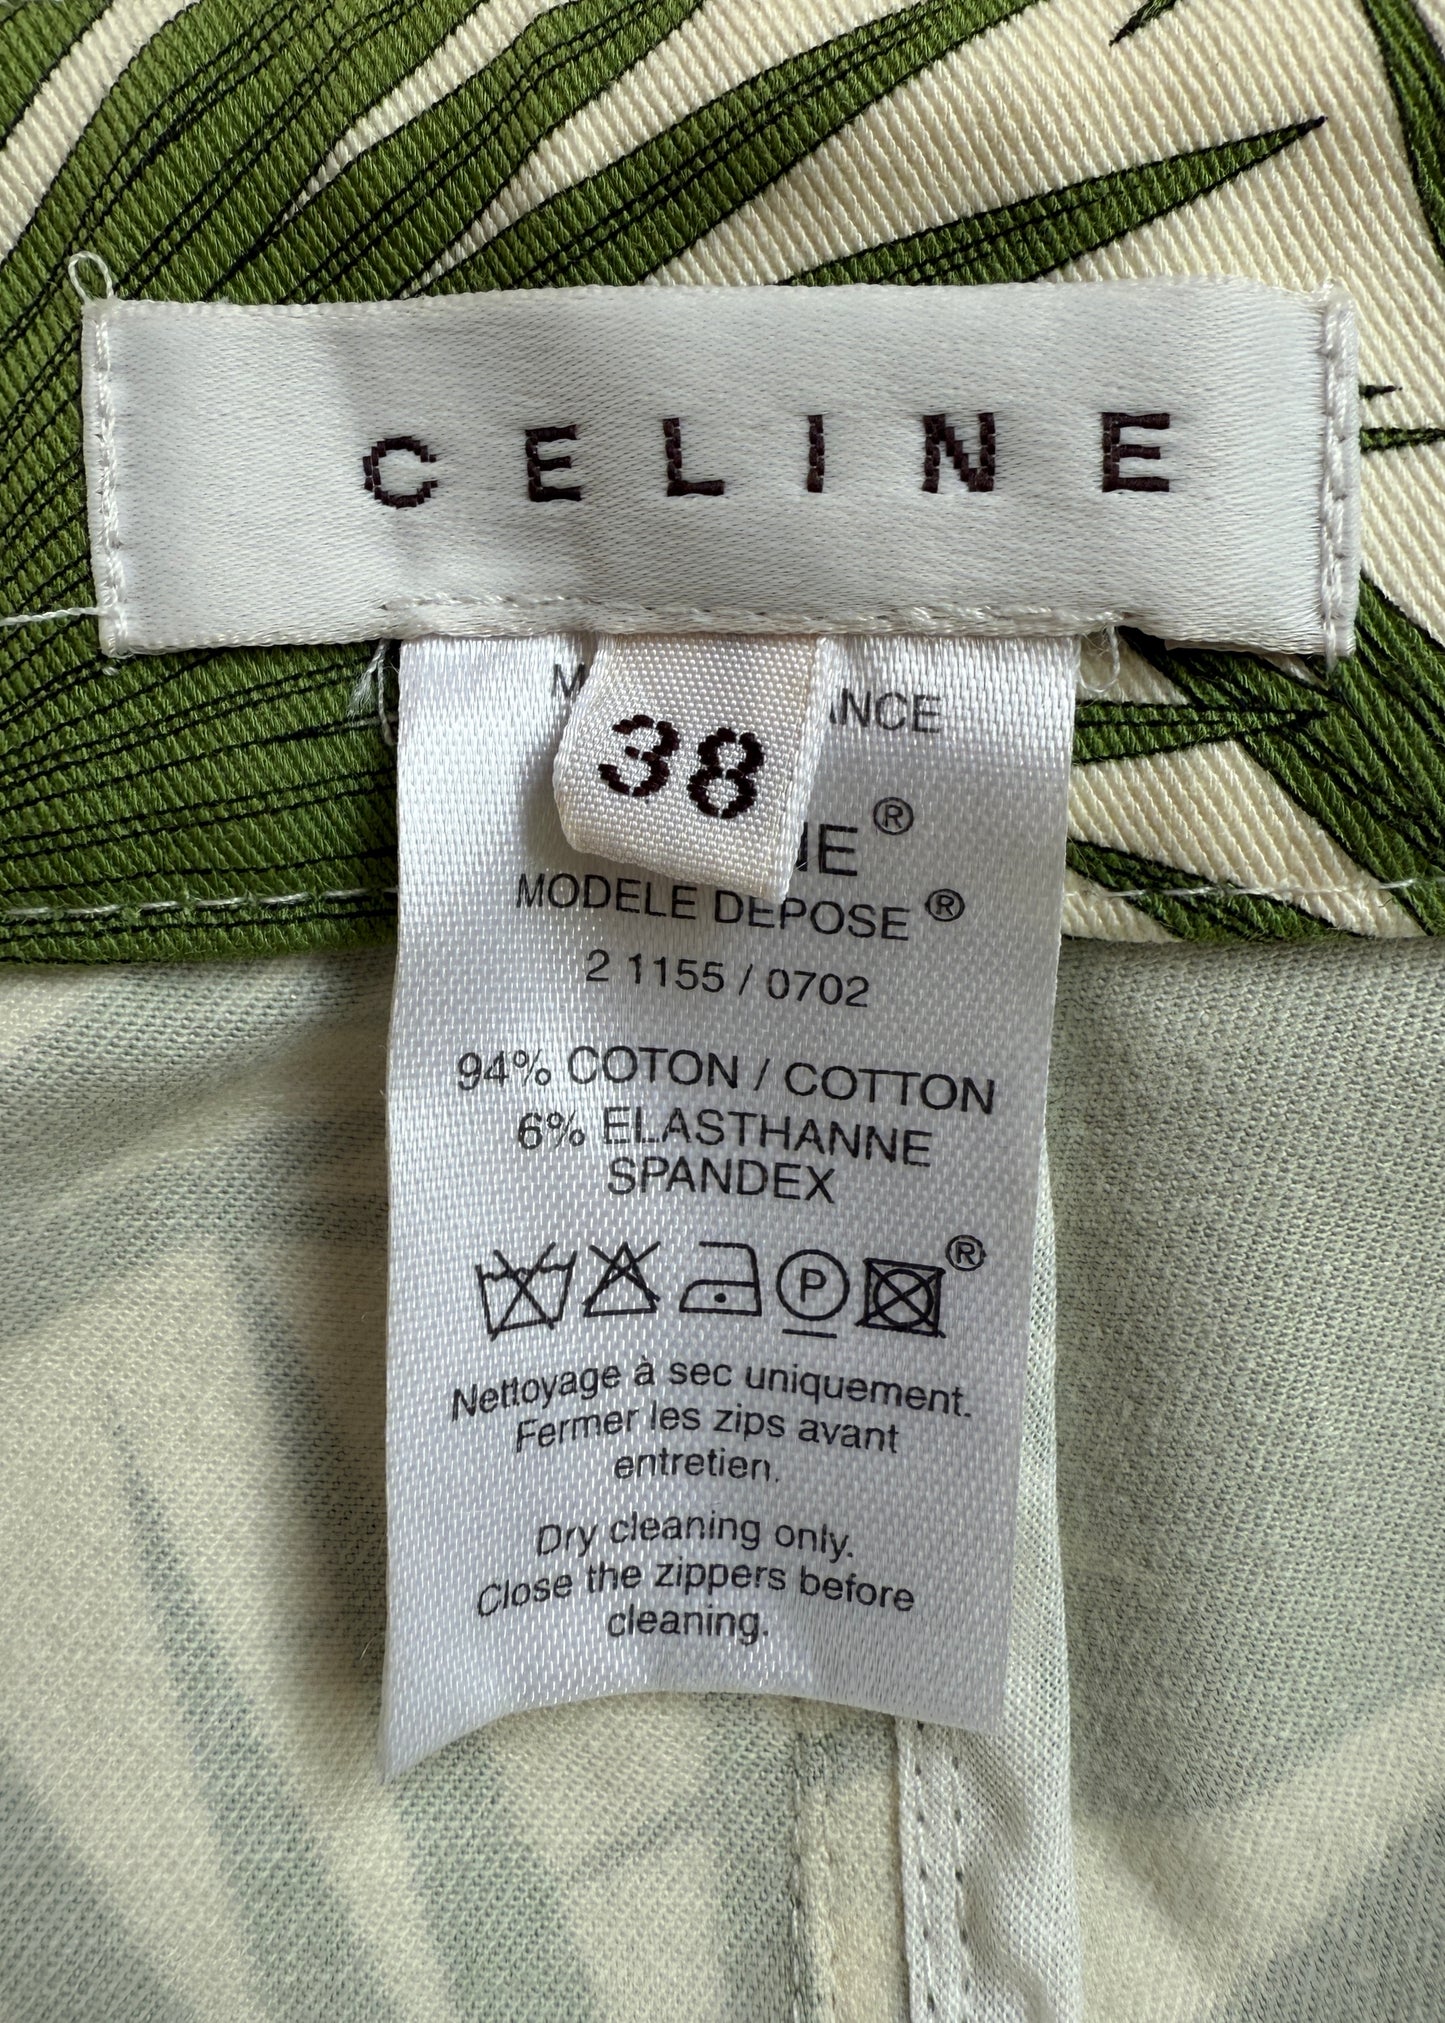 CELINE
38
MODELE DEPOSE ®
2 1155 / 0702
94% COTON / COTTON
6% ELASTHANNE
SPANDEX
P ®
Nettoyage à sec uniquement.
Fermer les zips avant
entretien.
Dry cleaning only.
Close the zippers before
cleaning.